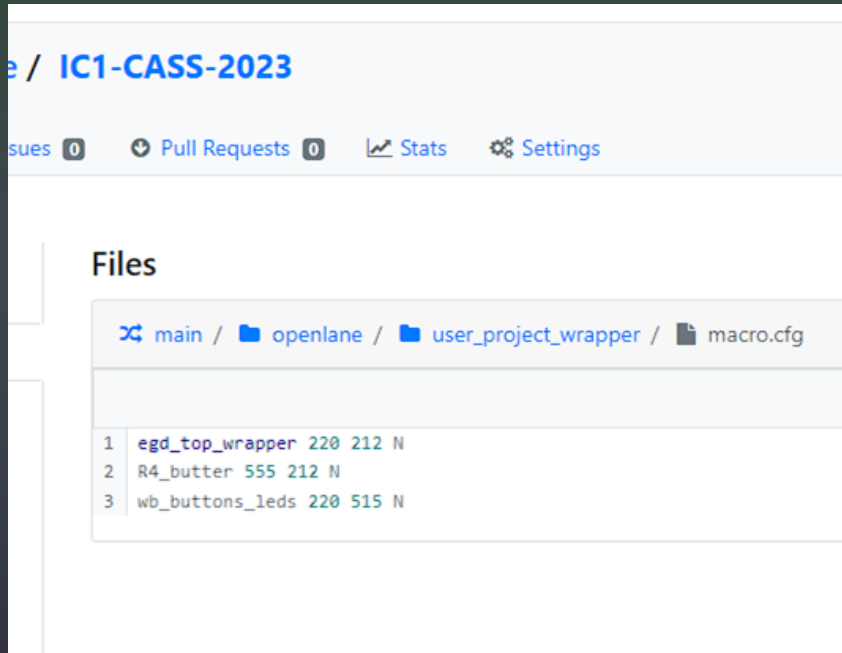 e / IC1-CASS-2023
sues 0 Pull Requests 0 Stats Settings
Files
main / openlane / user_project_wrapper / macro.cfg
1 egd_top_wrapper 220 212 N
2 R4_butter 555 212 N
3 wb_buttons_leds 220 515 N